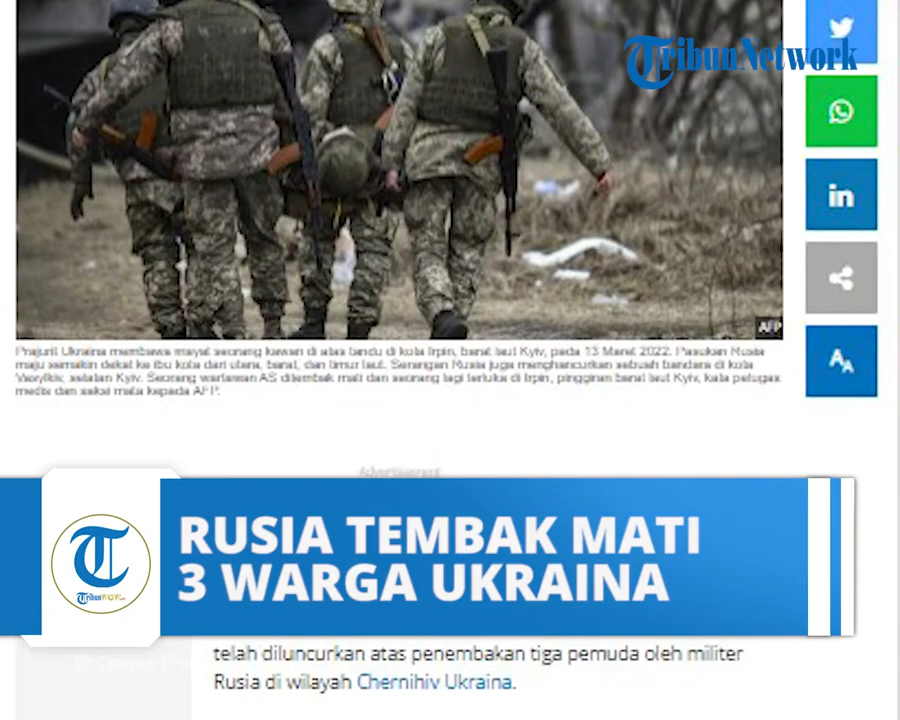 TribunNetwork
AFP
Prajurit Ukraina membawa mayat seorang kawan di atas tandu di kota Irpin, barat laut Kyiv, pada 13 Maret 2022. Pasukan Rusia
maju semakin dekat ke ibu kota dari utara, barat, dan timur laut. Serangan Rusia juga menghancurkan sebuah bandara di kota
Vasylkiv, selatan Kyiv. Seorang wartawan AS ditembak mati dan seorang lagi terluka di Irpin, pinggiran barat laut Kyiv, kata petugas
medis dan saksi mata kepada AFP.
Advertisement
RUSIA TEMBAK MATI
3 WARGA UKRAINA
telah diluncurkan atas penembakan tiga pemuda oleh militer
Rusia di wilayah Chernihiv Ukraina.